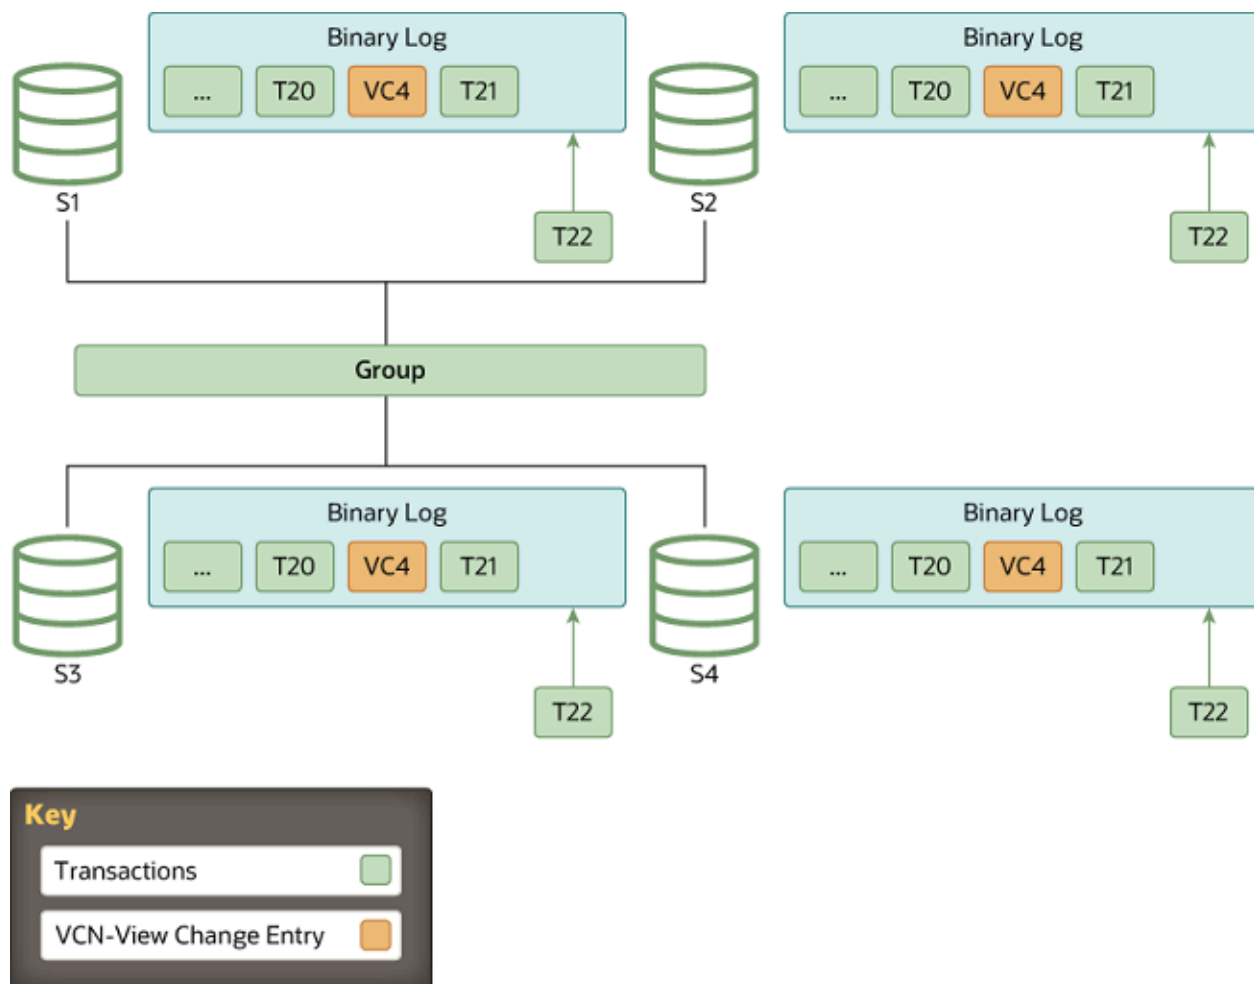 Binary Log
Binary Log
... T20 VC4 T21
... T20 VC4 T21
S1
S2
T22
T22
Group
Binary Log
Binary Log
... T20 VC4 T21
... T20 VC4 T21
S3
S4
T22
T22
Key
Transactions
VCN-View Change Entry